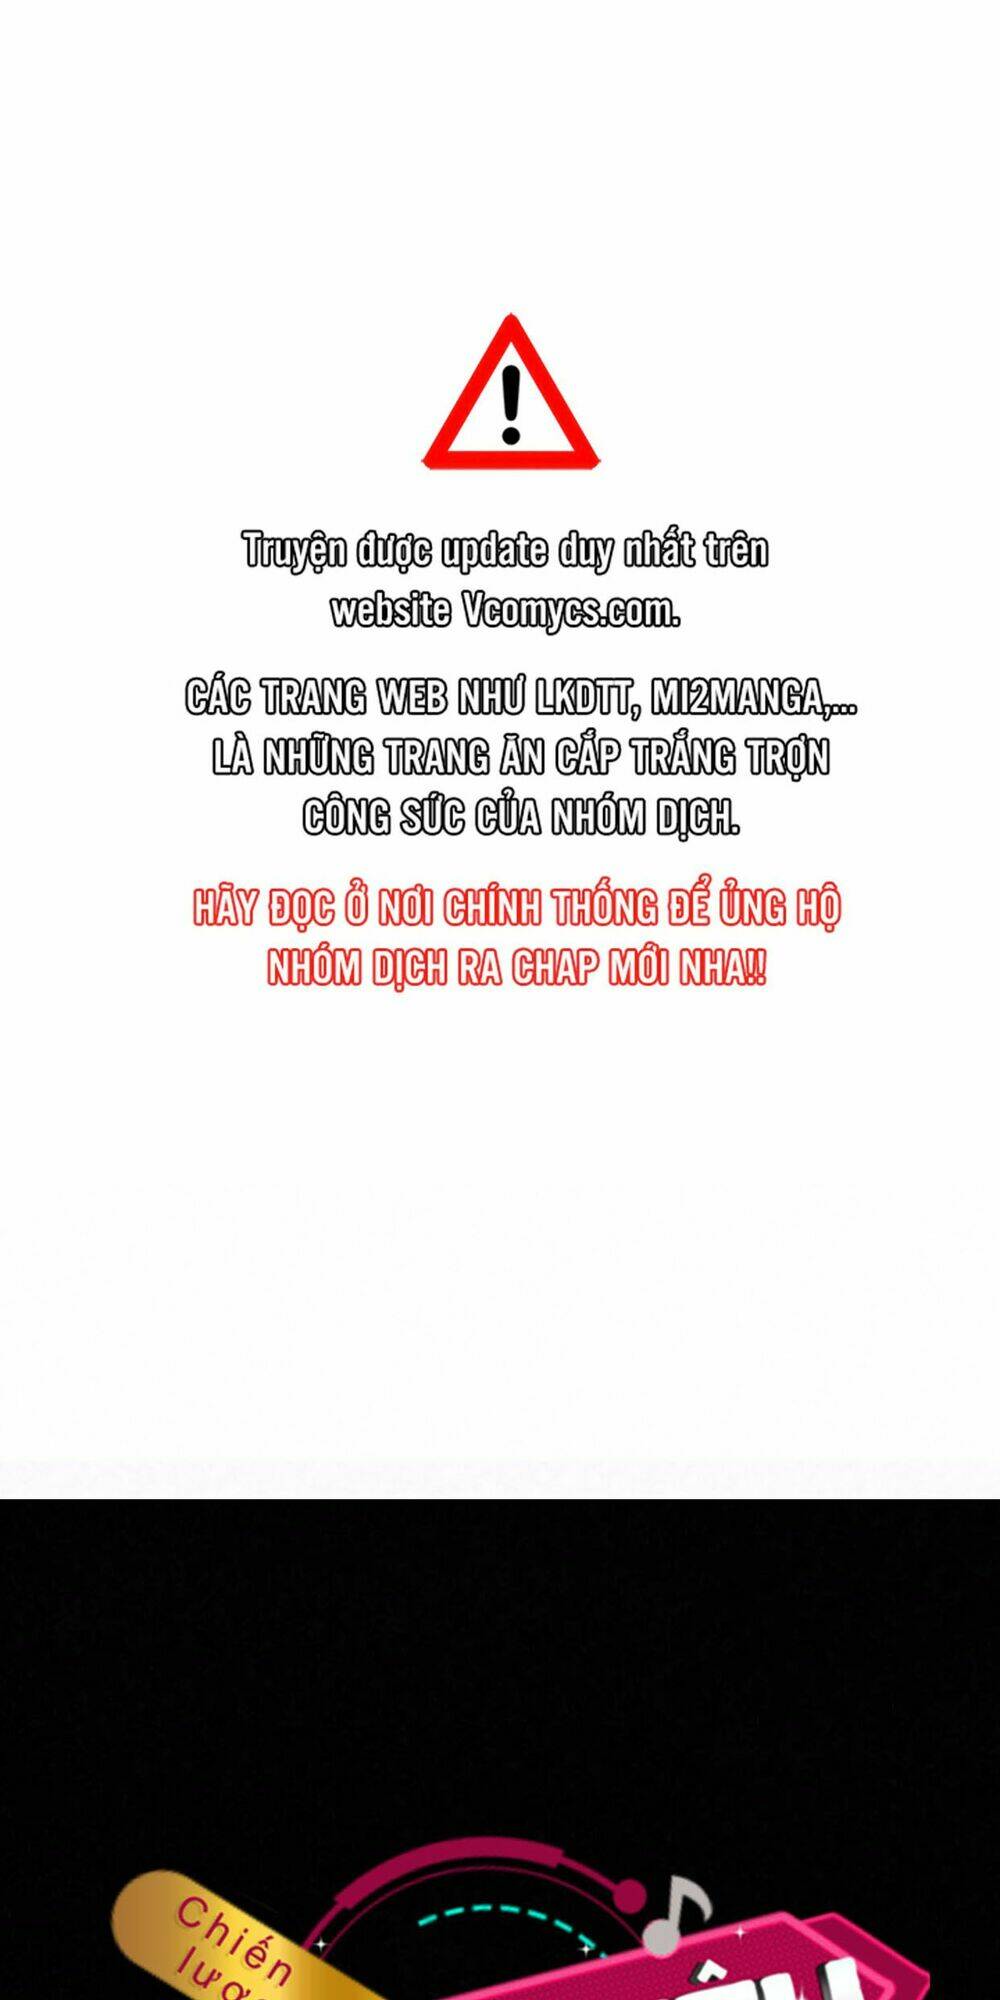 Truyện được update duy nhất trên
website Vcomycs.com.
CÁC TRANG WEB NHƯ LKDTT, MI2MANGA,...
LÀ NHỮNG TRANG ĂN CẮP TRẮNG TRỢN
CÔNG SỨC CỦA NHÓM DỊCH.
HÃY ĐỌC Ở NƠI CHÍNH THỐNG ĐỂ ỦNG HỘ
NHÓM DỊCH RA CHAP MỚI NHA!!
Chiến